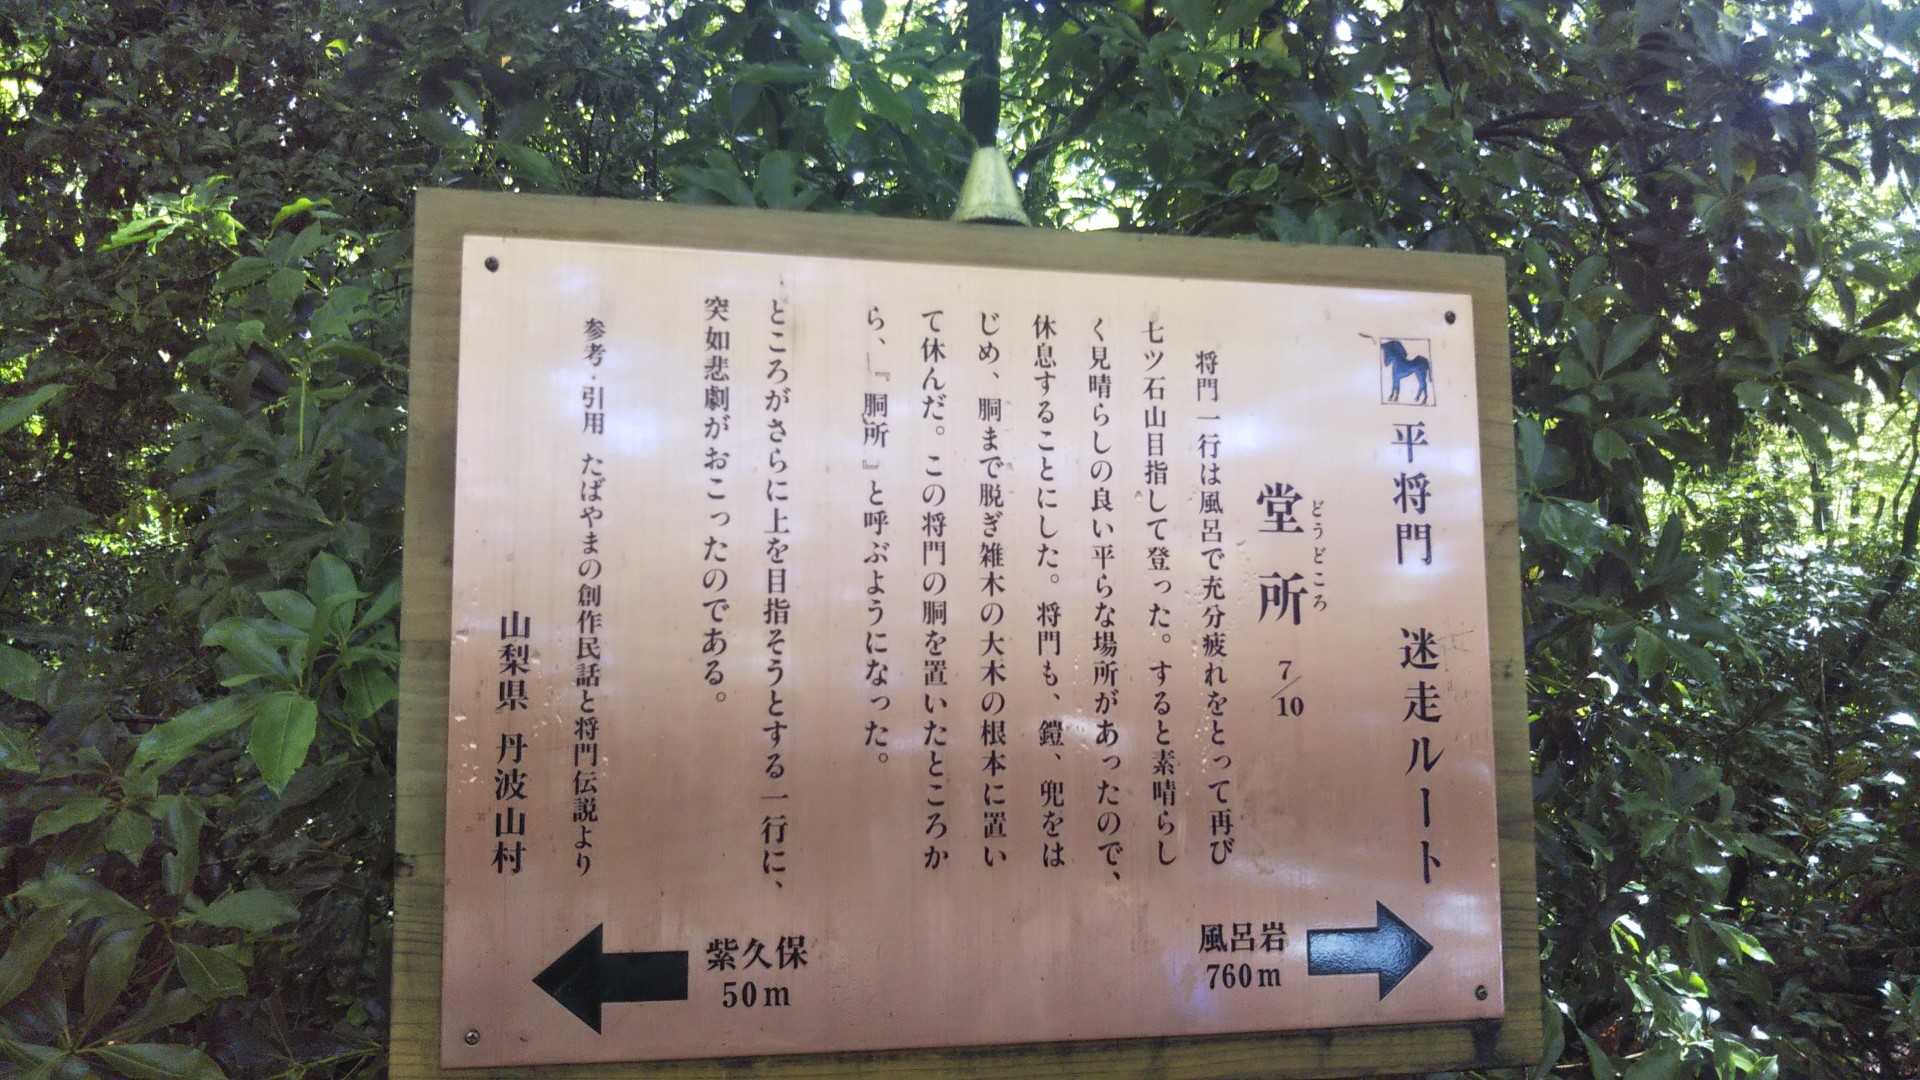 平将門 迷走ルート
どうどころ
堂所 7/10
将門一行は風呂で充分疲れをとって再び
七ツ石山目指して登った。すると素晴らし
く見晴らしの良い平らな場所があったので、
休息することにした。将門も、鎧、兜をは
じめ、胴まで脱ぎ雑木の大木の根本に置い
て休んだ。この将門の胴を置いたところか
ら、『胴所』と呼ぶようになった。
ところがさらに上を目指そうとする一行に、
突如悲劇がおこったのである。
参考・引用 たばやまの創作民話と将門伝説より
山梨県 丹波山村
風呂岩
760m
紫久保
50m